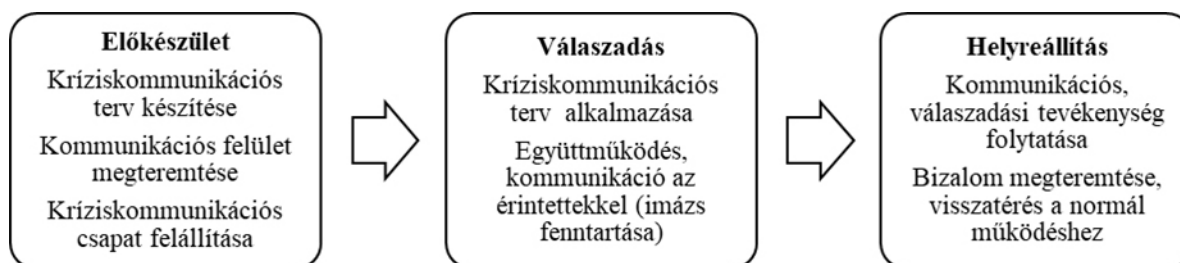 Előkészület
Kríziskommunikációs
terv készítése
Kommunikációs felület
megteremtése
Kríziskommunikációs
csapat felállítása
Válaszadás
Kríziskommunikációs
terv alkalmazása
Együttműködés,
kommunikáció az
érintettekkel (imázs
fenntartása)
Helyreállítás
Kommunikációs,
válaszadási tevékenység
folytatása
Bizalom megteremtése,
visszatérés a normál
működéshez